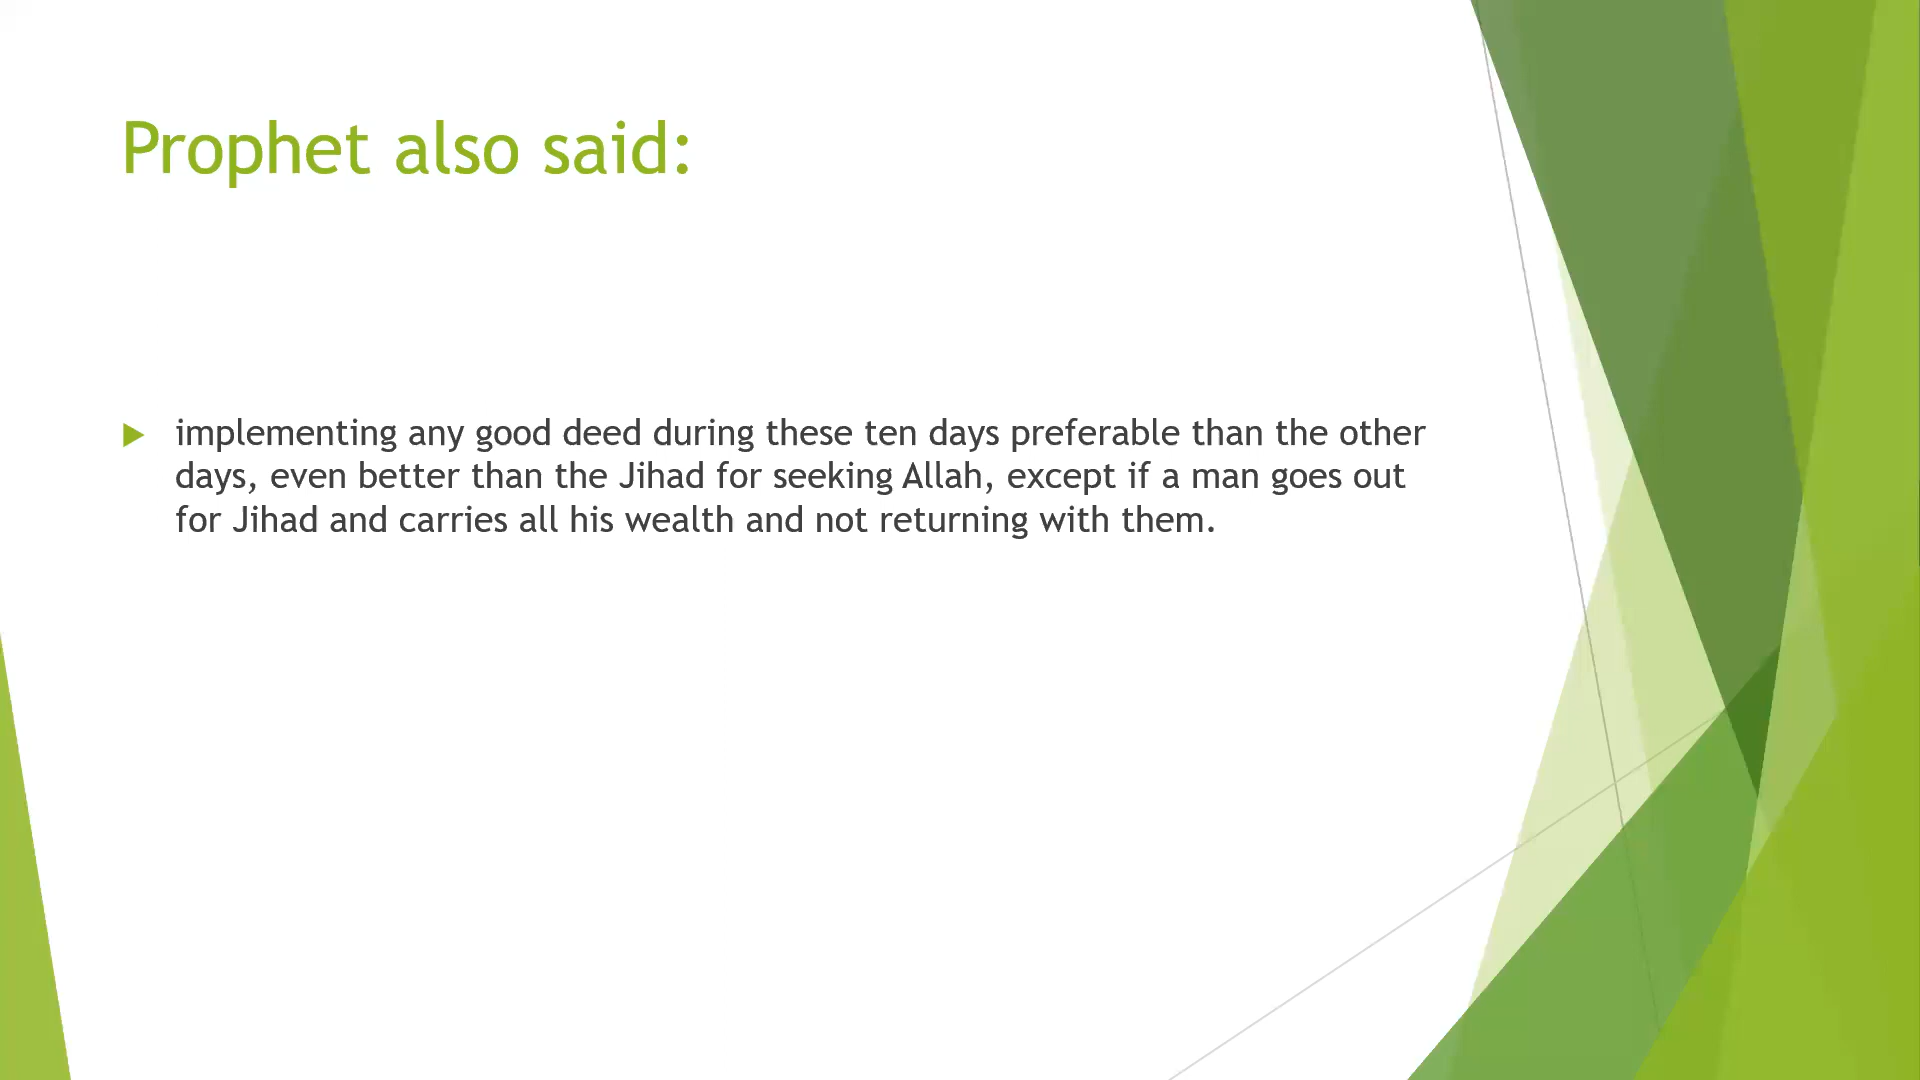 Prophet also said:
implementing any good deed during these ten days preferable than the other
days, even better than the Jihad for seeking Allah, except if a man goes out
for Jihad and carries all his wealth and not returning with them.